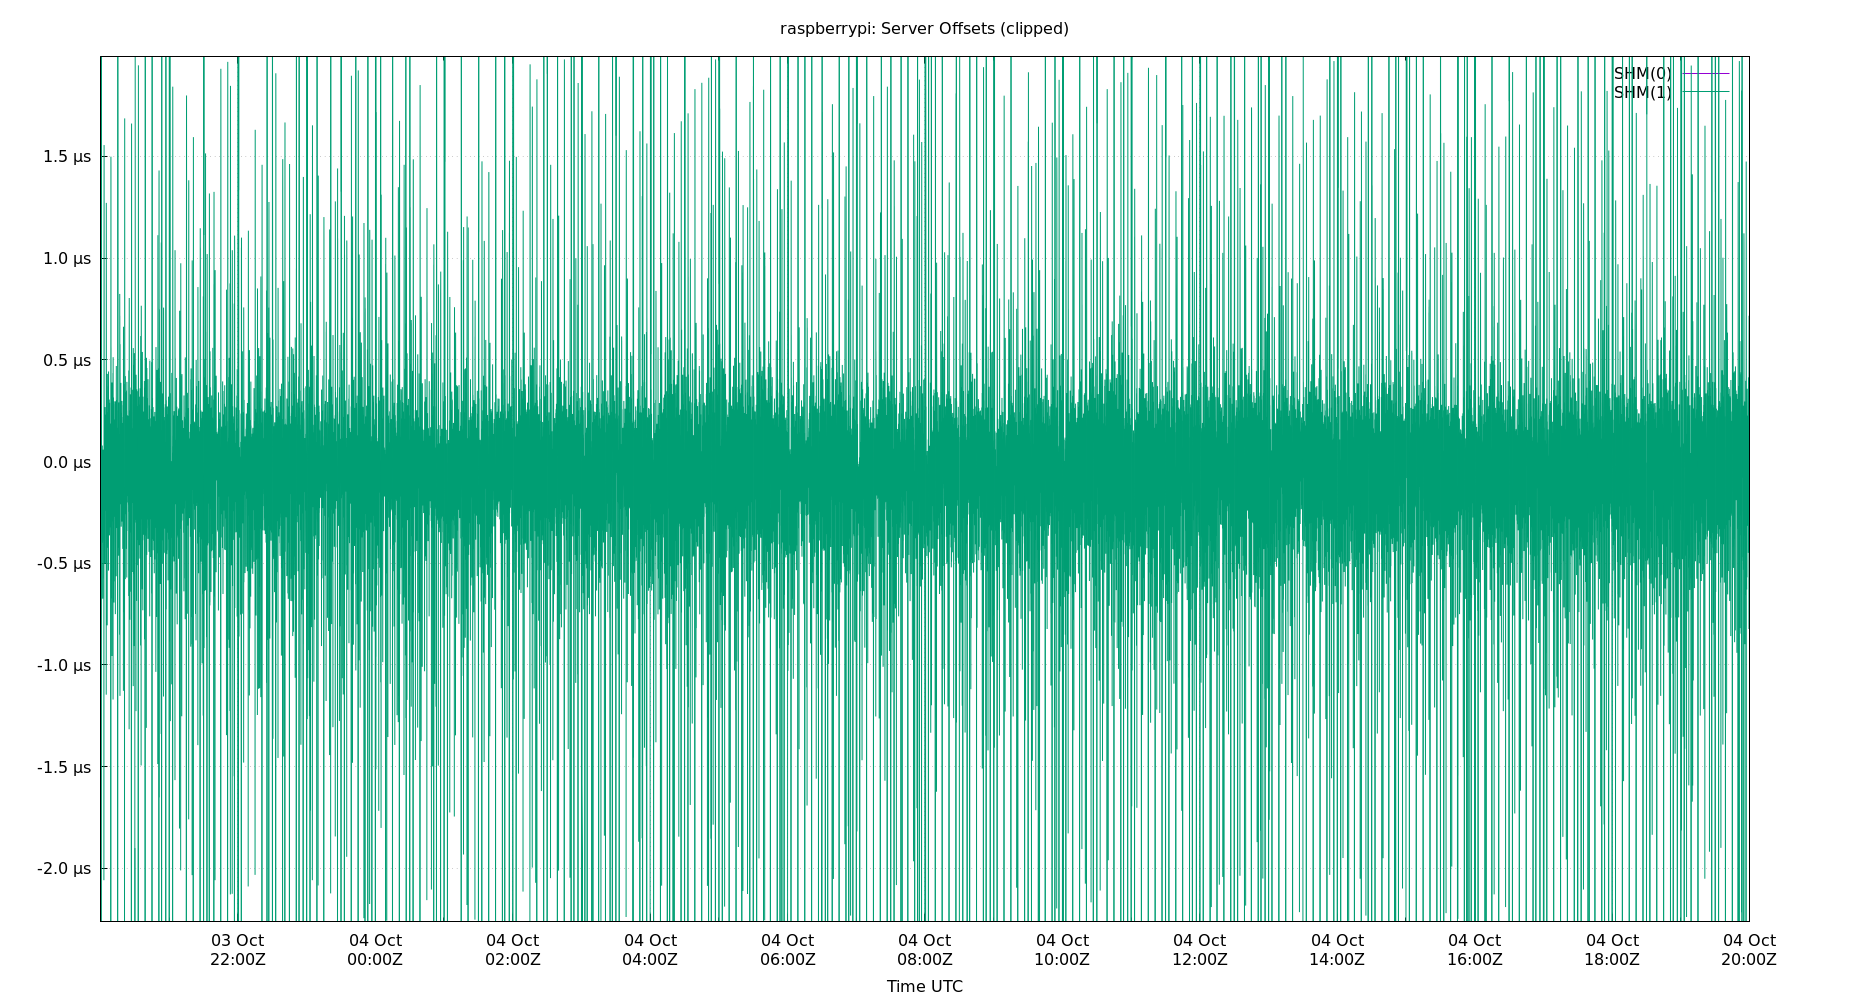 raspberrypi: Server Offsets (clipped)
SHM(0)
SHM(1)
1.5 µs
1.0 µs
0.5 µs
0.0 µs
-0.5 µs
-1.0 µs
-1.5 µs
-2.0 µs
03 Oct 04 Oct 04 Oct 04 Oct 04 Oct 04 Oct 04 Oct 04 Oct 04 Oct 04 Oct 04 Oct 04 Oct
22:00Z 00:00Z 02:00Z 04:00Z 06:00Z 08:00Z 10:00Z 12:00Z 14:00Z 16:00Z 18:00Z 20:00Z
Time UTC